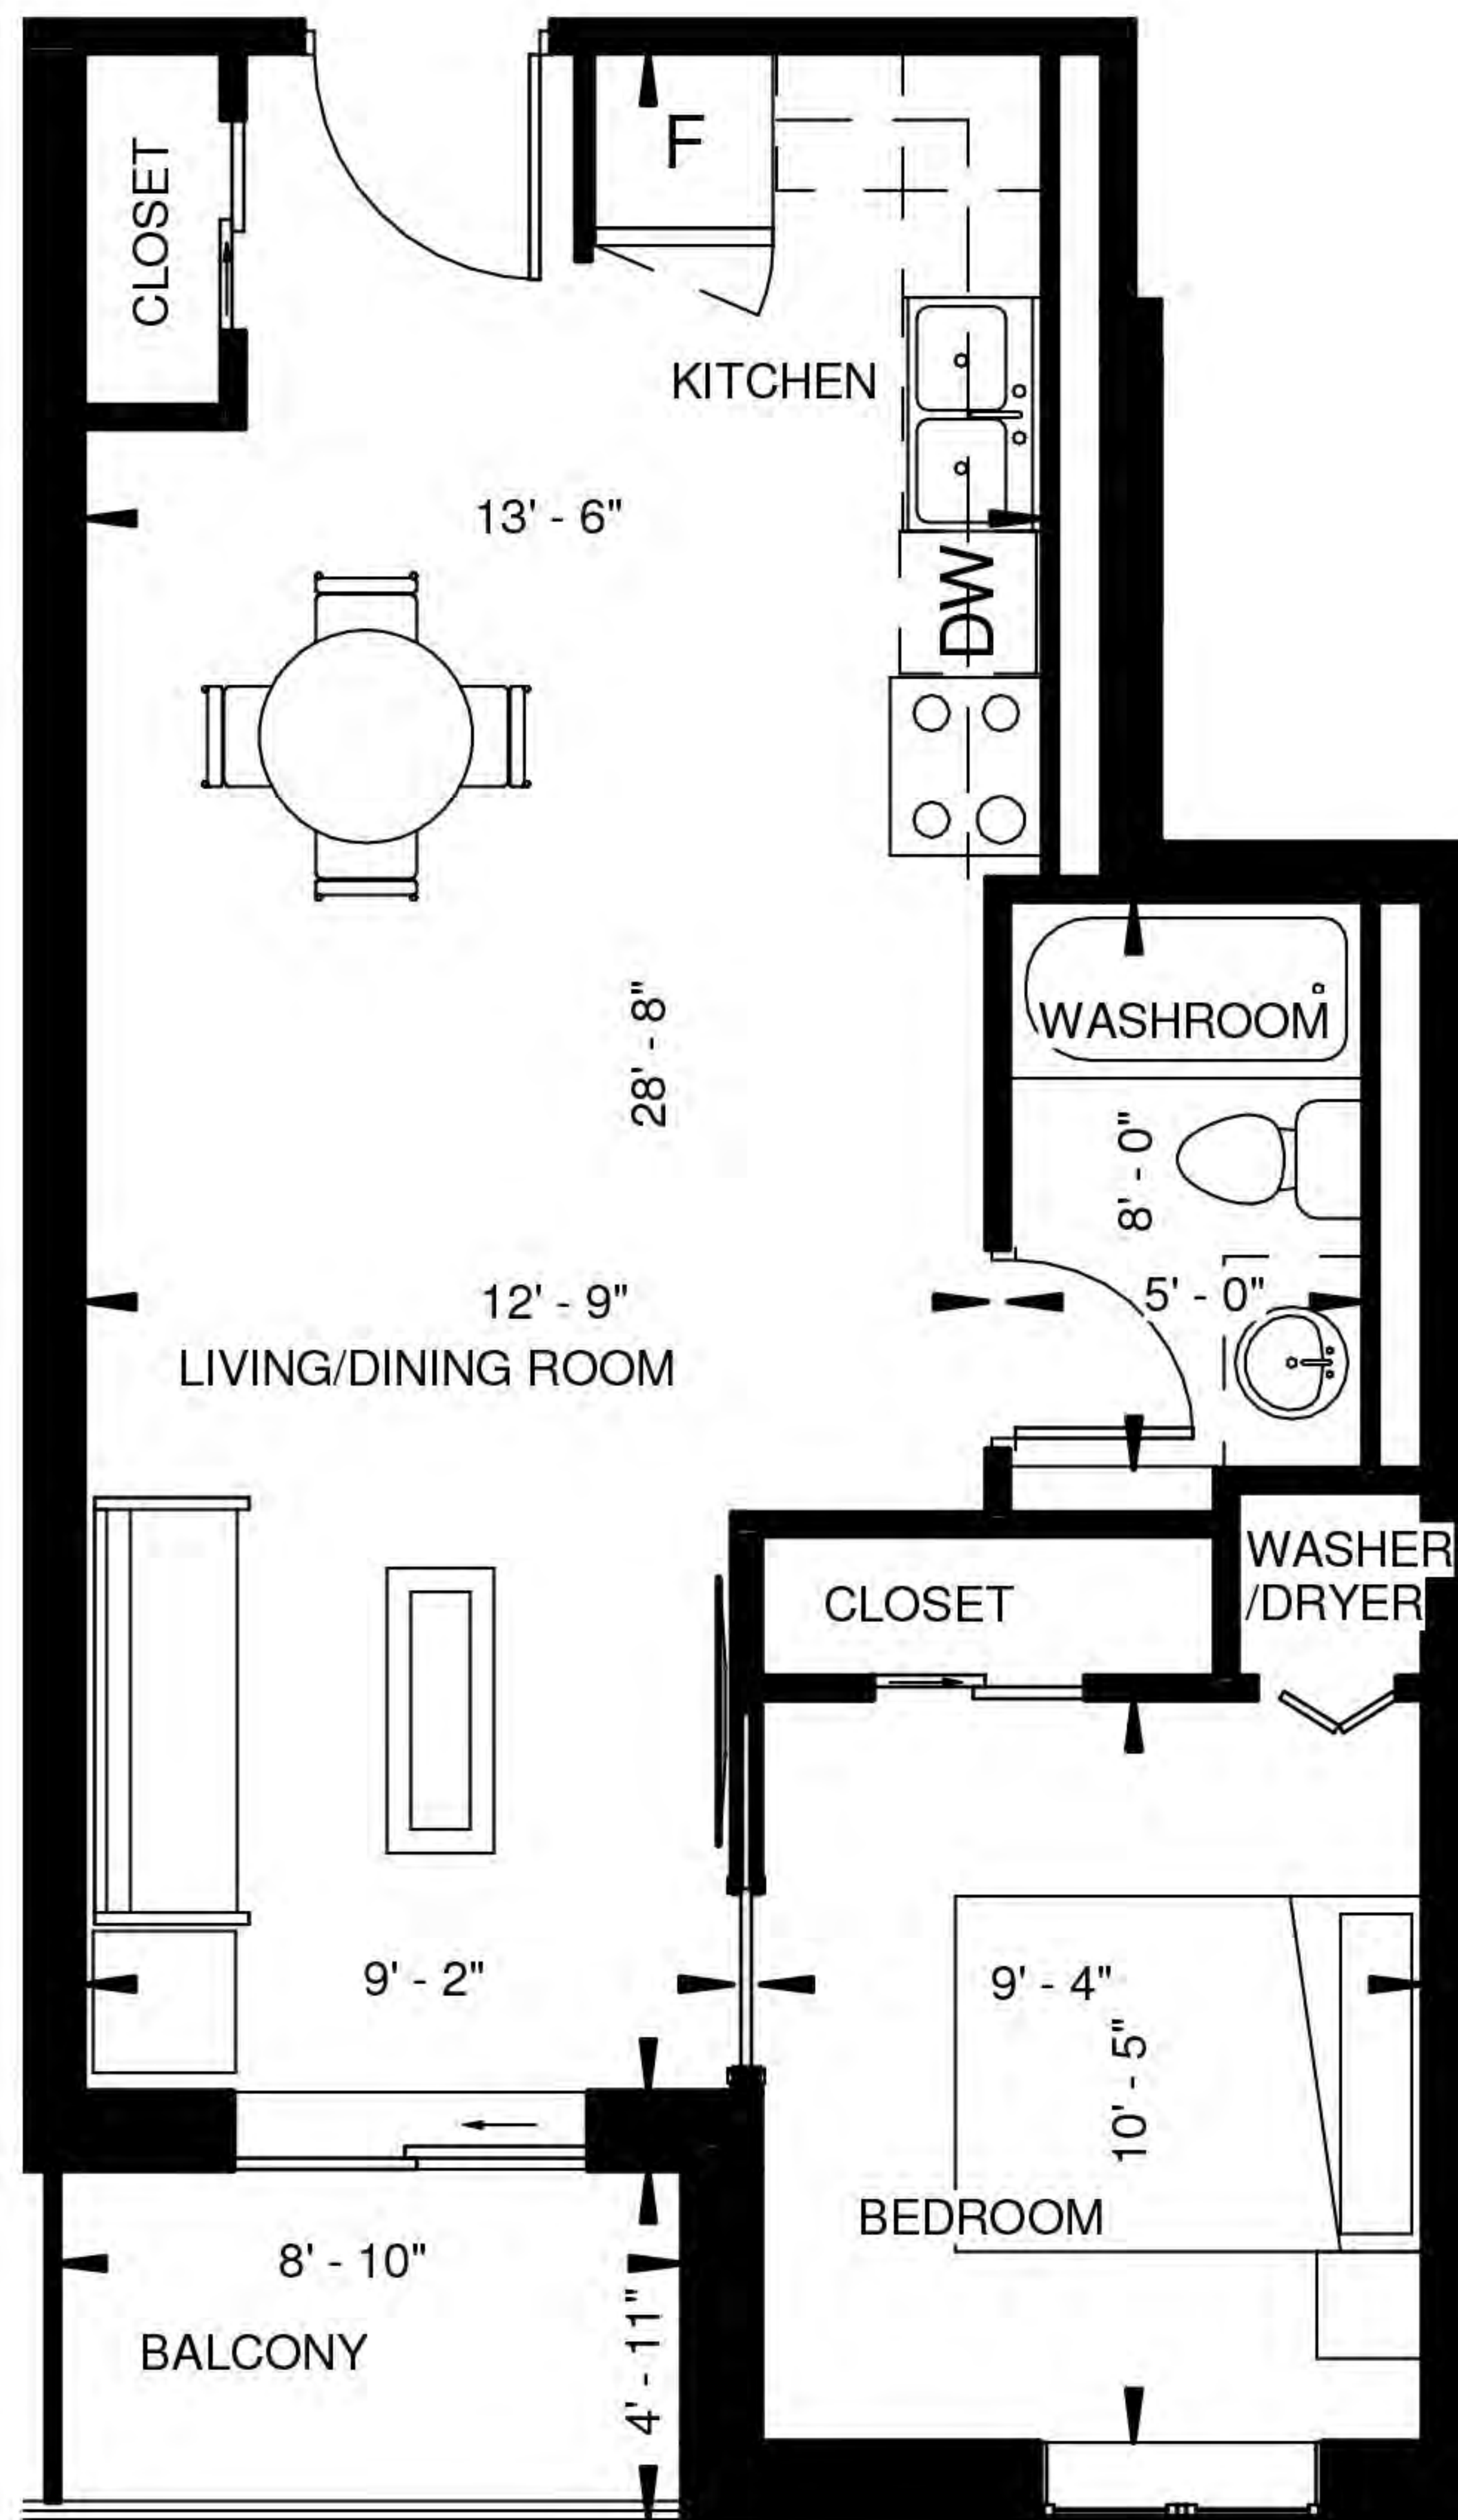 CLOSET
F
KITCHEN
13' - 6"
DW
28' - 8"
WASHROOM
8' - 0"
5' - 0"
12' - 9"
LIVING/DINING ROOM
WASHER
/DRYER
CLOSET
9' - 2"
9' - 4"
10' - 5"
BEDROOM
8' - 10"
4' - 11"
BALCONY